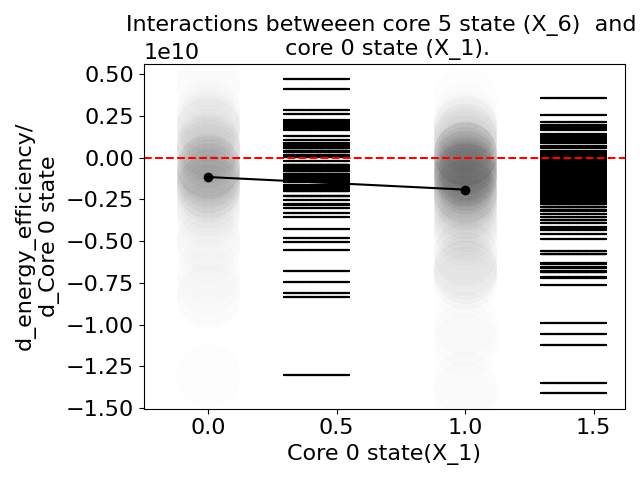 Interactions betweeen core 5 state (X_6)  and
core 0 state (X_1).
1e10
0.50
0.25
0.00
−0.25
−0.50
−0.75
−1.00
−1.25
−1.50
d_energy_efficiency/
d_Core 0 state
0.0
0.5
1.0
1.5
Core 0 state(X_1)